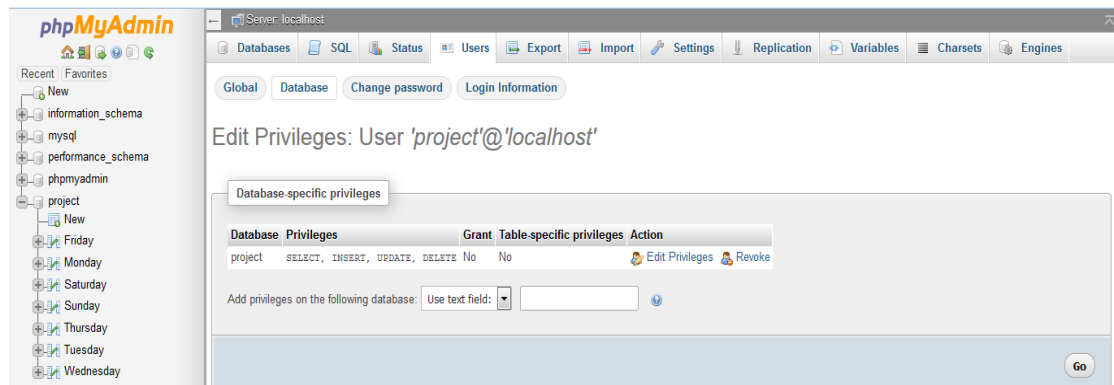 phpMyAdmin
Recent Favorites
New
information_schema
mysql
performance_schema
phpmyadmin
project
New
Friday
Monday
Saturday
Sunday
Thursday
Tuesday
Wednesday
Server: localhost
Databases SQL Status Users Export Import Settings Replication Variables Charsets Engines
Global Database Change password Login Information
Edit Privileges: User 'project'@'localhost'
Database-specific privileges
Database Privileges Grant Table-specific privileges Action
project SELECT, INSERT, UPDATE, DELETE No No Edit Privileges Revoke
Add privileges on the following database: Use text field:
Go